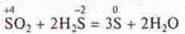 +4 -2 0
SO₂ + 2H₂S = 3S + 2H₂O